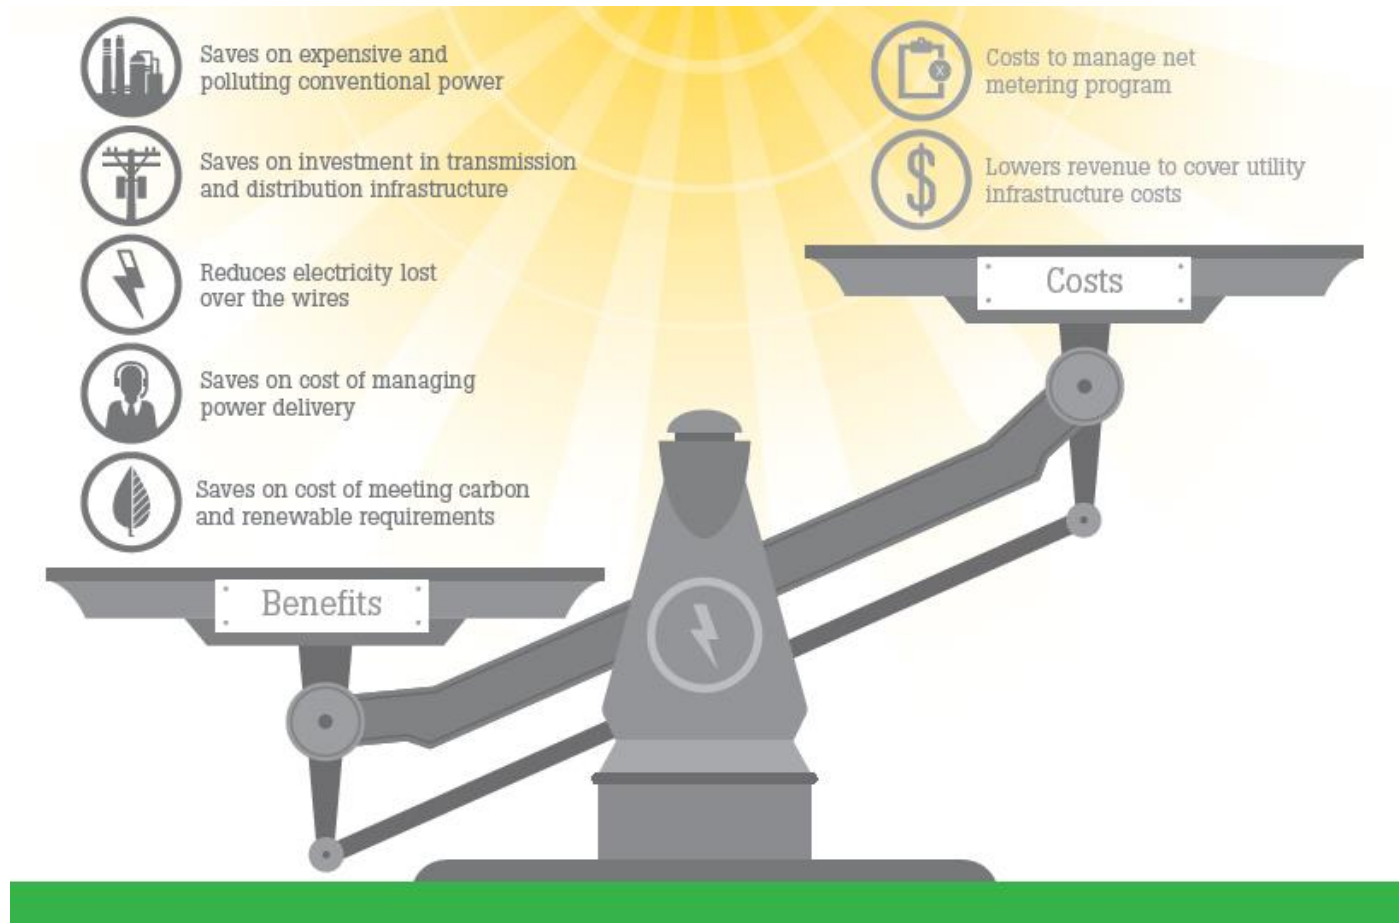 Saves on expensive and
polluting conventional power
Saves on investment in transmission
and distribution infrastructure
Reduces electricity lost
over the wires
Saves on cost of managing
power delivery
Saves on cost of meeting carbon
and renewable requirements
Benefits
Costs to manage net
metering program
X
$
Lowers revenue to cover utility
infrastructure costs
Costs